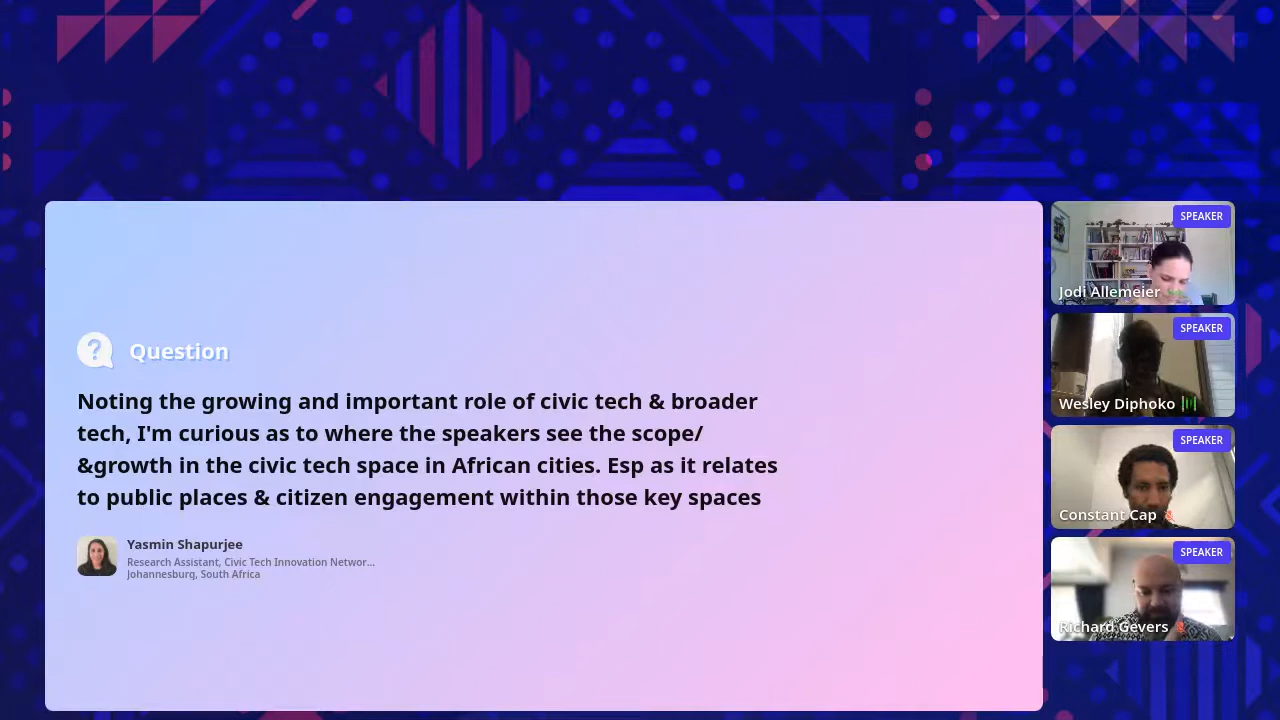 Question
Noting the growing and important role of civic tech & broader
tech, I'm curious as to where the speakers see the scope/
&growth in the civic tech space in African cities. Esp as it relates
to public places & citizen engagement within those key spaces
Yasmin Shapurjee
Research Assistant, Civic Tech Innovation Networ...
Johannesburg, South Africa
SPEAKER
Jodi Allemeier
SPEAKER
Wesley Diphoko
SPEAKER
Constant Cap
SPEAKER
Richard Gevers